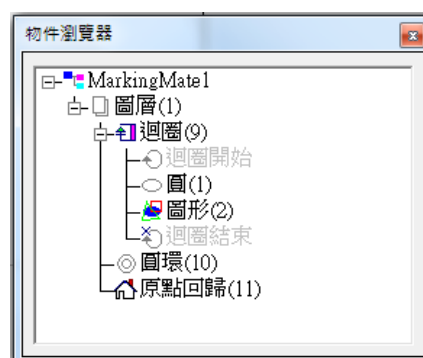 物件瀏覽器
MarkingMate1
圖層(1)
迴圈(9)
迴圈開始
圓(1)
圖形(2)
迴圈結束
圓環(10)
原點回歸(11)